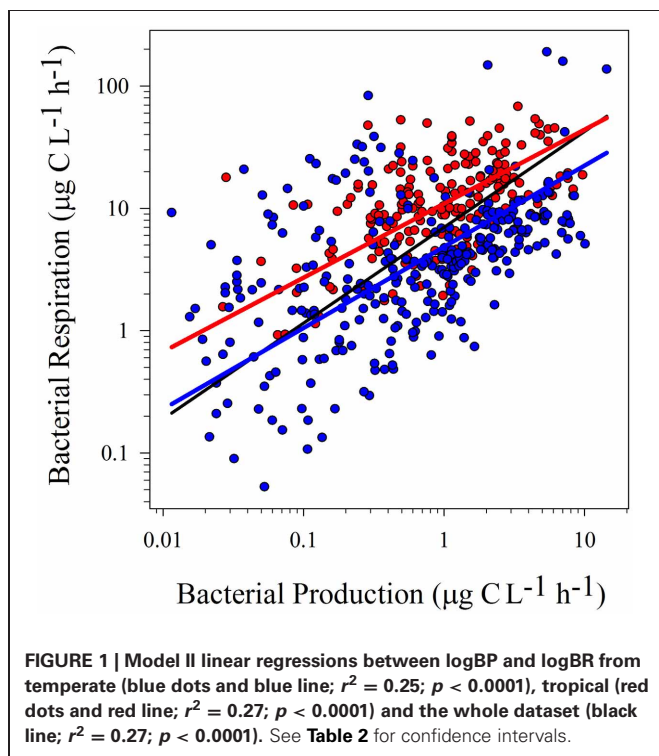 Bacterial Respiration (µg C L-1 h-1)
100
10
1
0.1
0.01
0.1
1
10
Bacterial Production (µg C L-1 h-1)
FIGURE 1 | Model II linear regressions between logBP and logBR from
temperate (blue dots and blue line; r2 = 0.25; p < 0.0001), tropical (red
dots and red line; r2 = 0.27; p < 0.0001) and the whole dataset (black
line; r2 = 0.27; p < 0.0001). See Table 2 for confidence intervals.